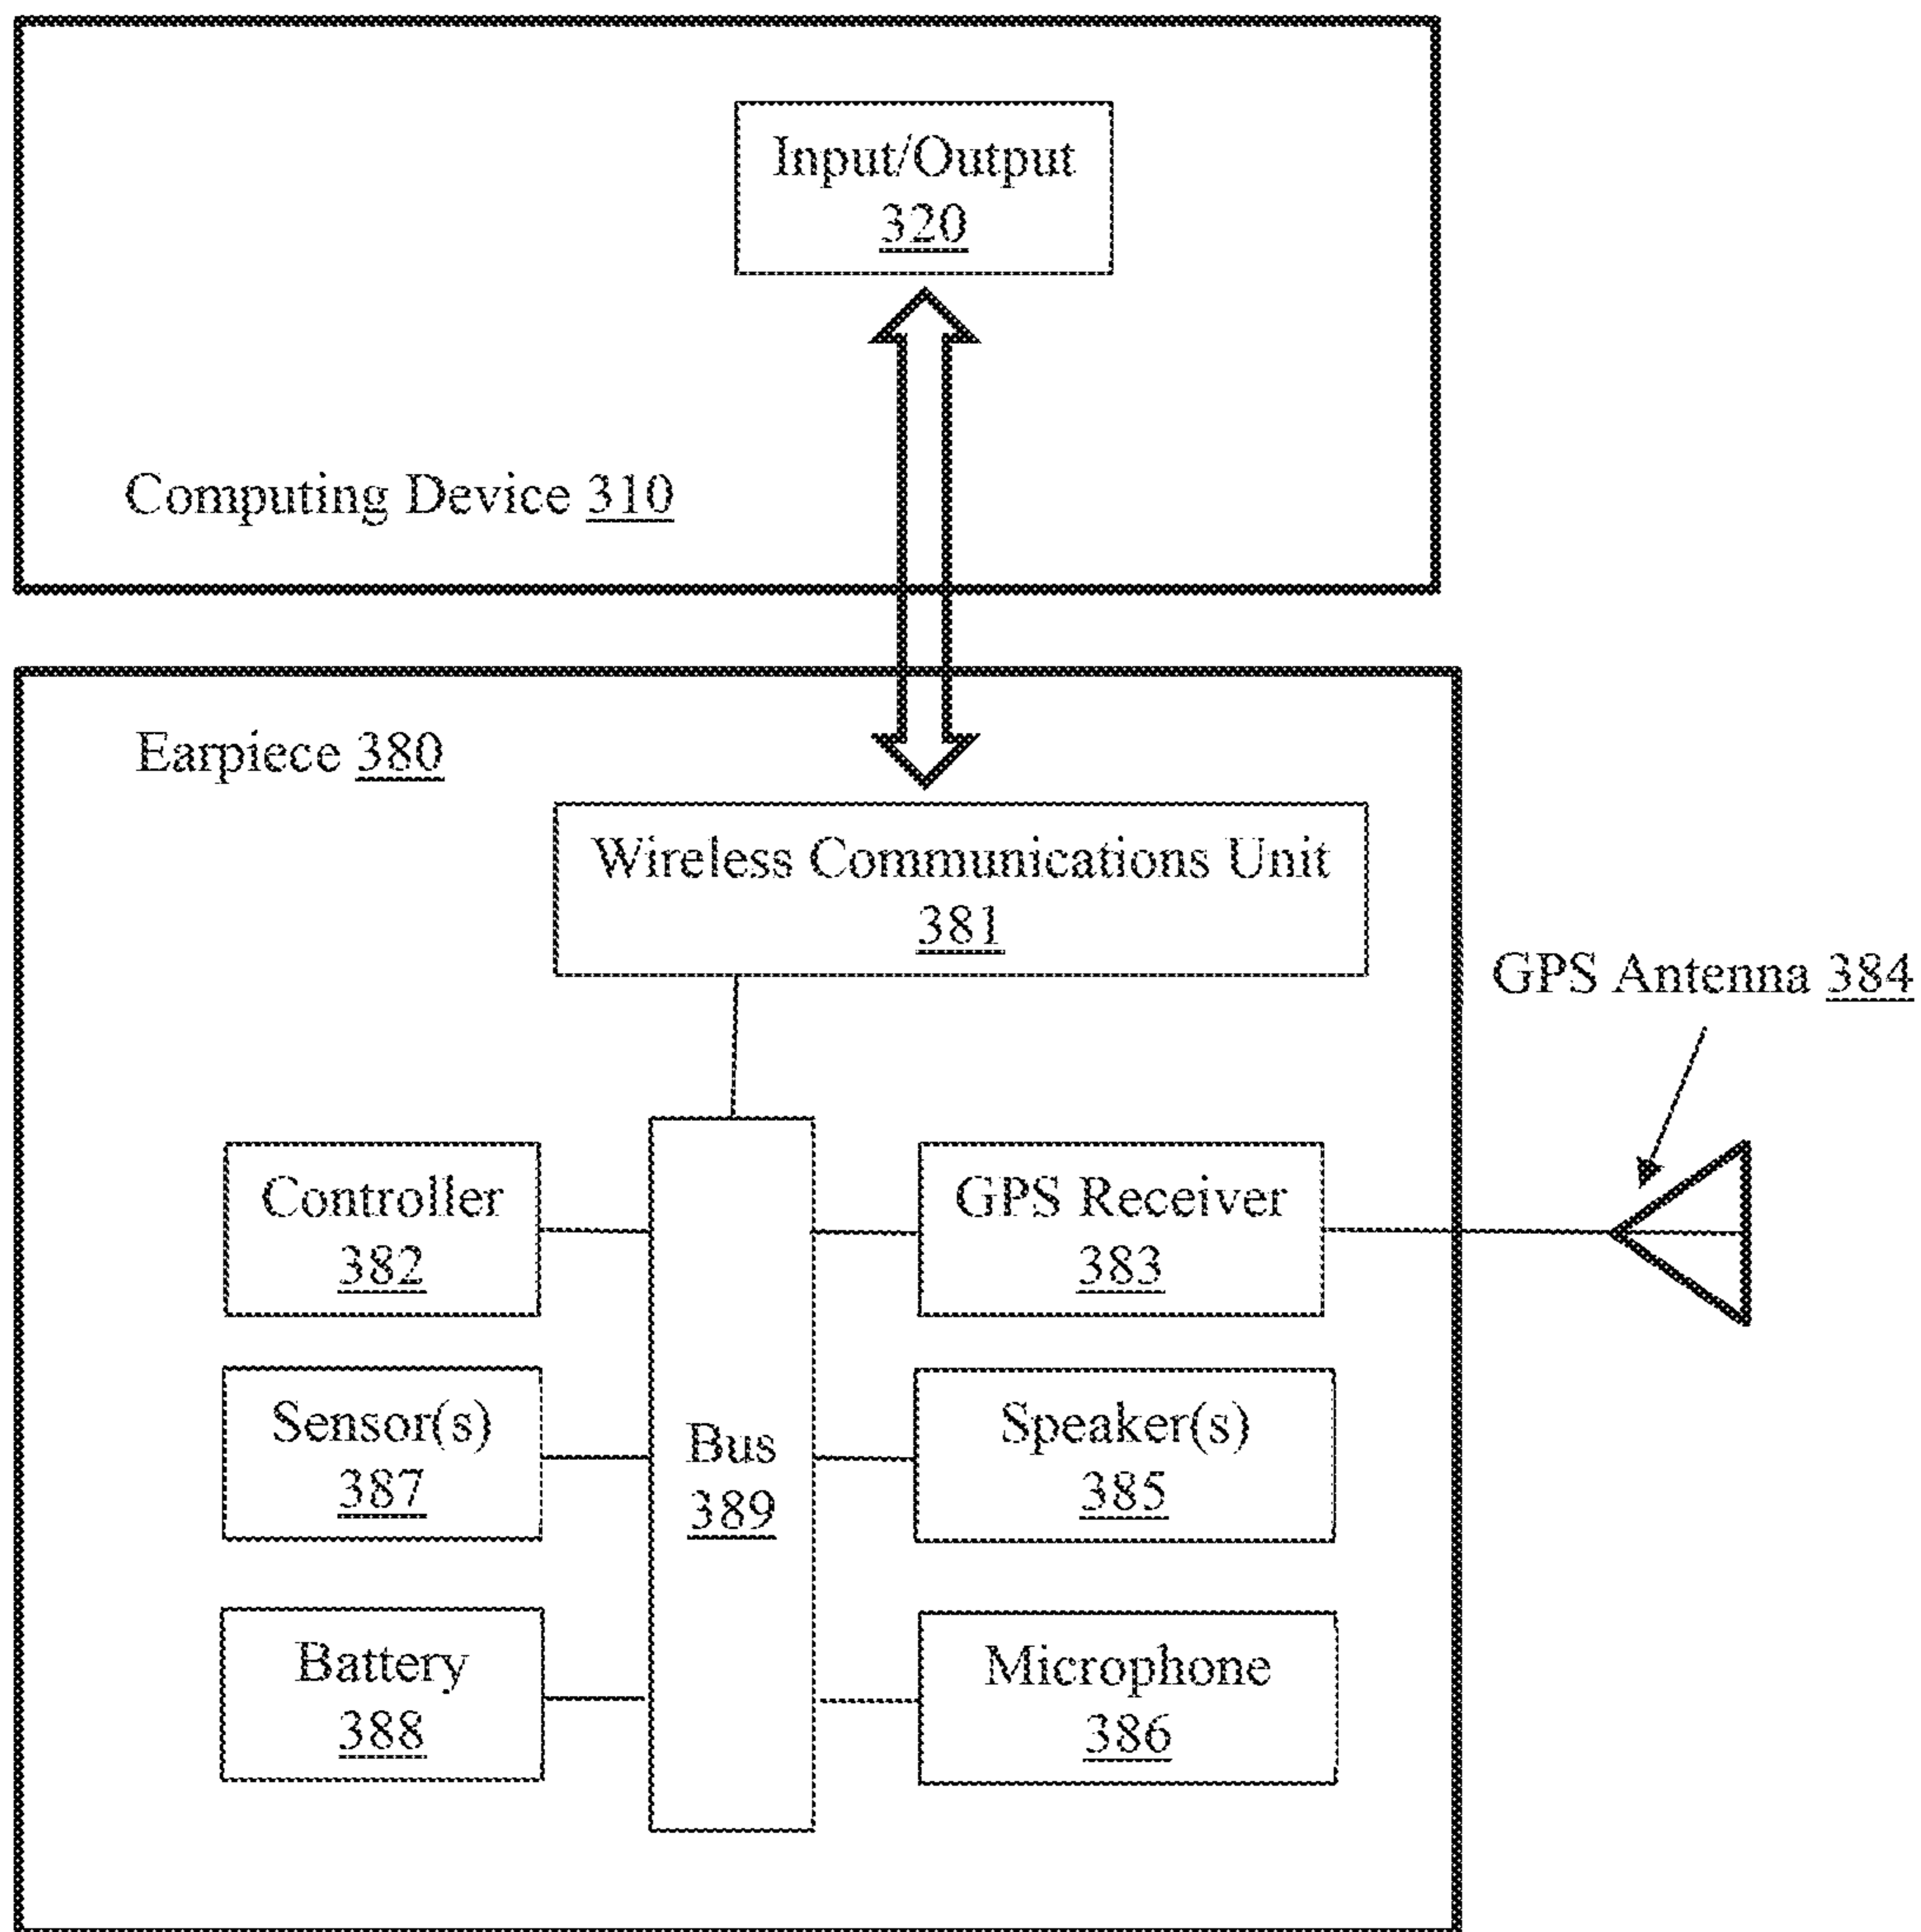 Input/Output
320
Computing Device 310
Earpiece 380
Wireless Communications Unit
381
GPS Antenna 384
Controller
382
GPS Receiver
383
Sensor(s)
387
Bus
389
Speaker(s)
385
Battery
388
Microphone
386